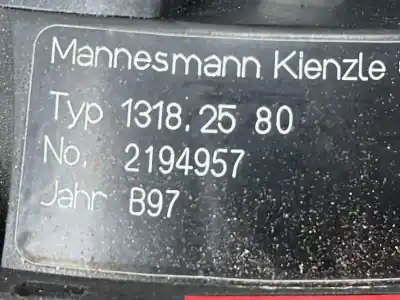 Mannesmann Kienzle
Typ 1318.25 80
No. 2194957
Jahr B97